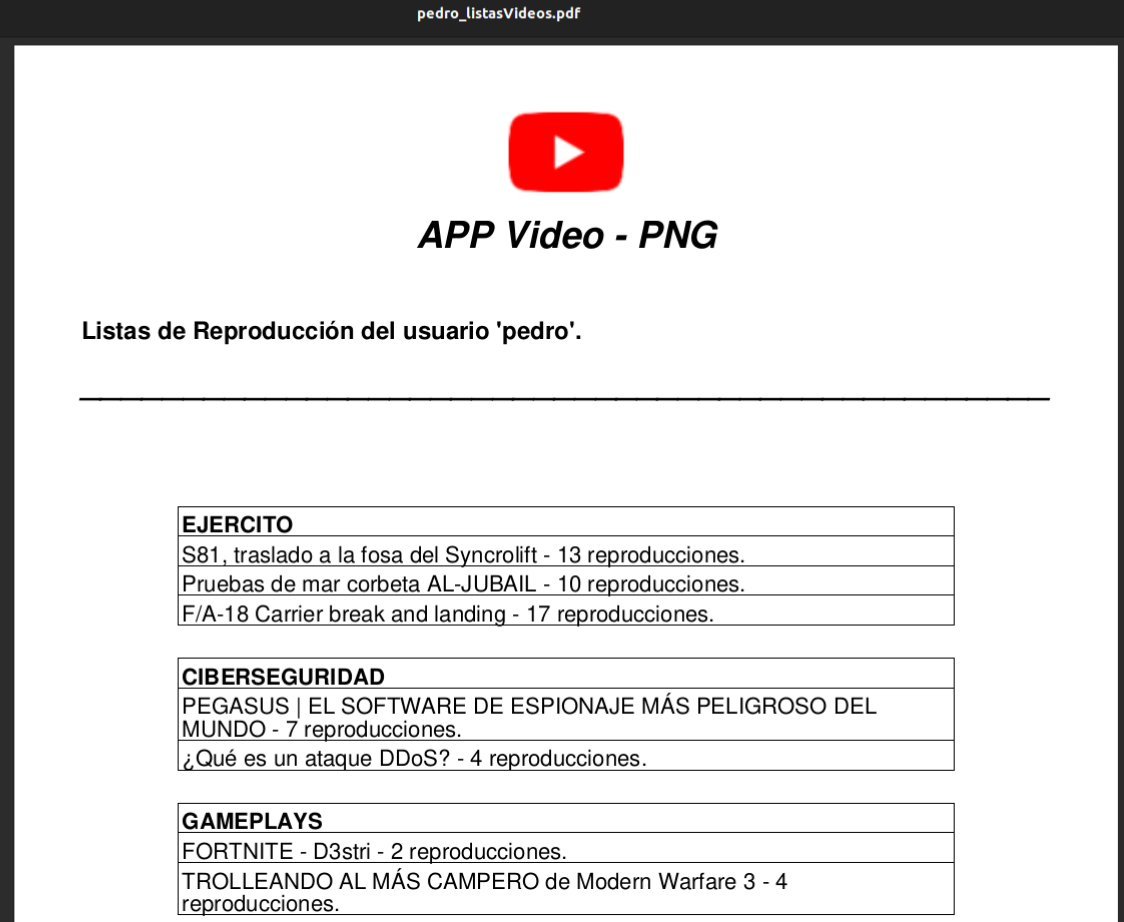 pedro_listasVideos.pdf
APP Video - PNG
Listas de Reproducción del usuario 'pedro'.
EJERCITO
S81, traslado a la fosa del Syncrolift - 13 reproducciones.
Pruebas de mar corbeta AL-JUBAIL - 10 reproducciones.
F/A-18 Carrier break and landing - 17 reproducciones.
CIBERSEGURIDAD
PEGASUS | EL SOFTWARE DE ESPIONAJE MÁS PELIGROSO DEL
MUNDO - 7 reproducciones.
¿Qué es un ataque DDoS? - 4 reproducciones.
GAMEPLAYS
FORTNITE - D3stri - 2 reproducciones.
TROLLEANDO AL MÁS CAMPERO de Modern Warfare 3 - 4
reproducciones.